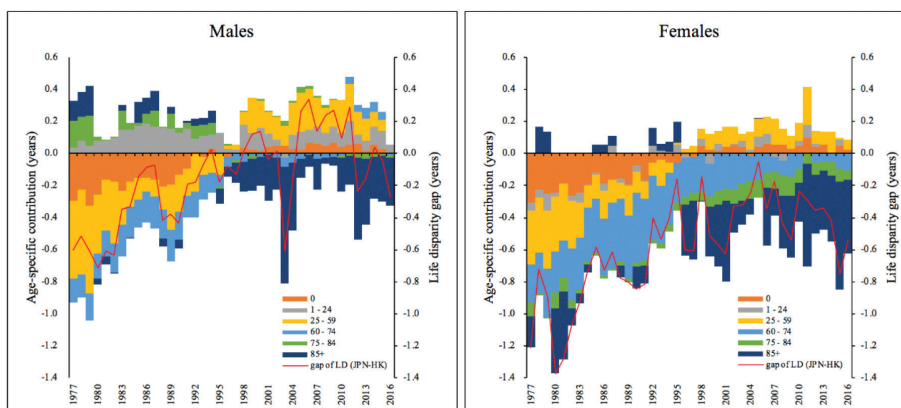 Males
Age-specific contribution (years)
0.6
0.4
0.2
0.0
-0.2
-0.4
-0.6
-0.8
-1.0
-1.2
-1.4
0
1 - 24
25 - 59
60 - 74
75 - 84
85+
gap of LD (JPN-HK)
0.6
0.4
0.2
0.0
-0.2
-0.4
-0.6
-0.8
-1.0
-1.2
-1.4
Life disparity gap (years)
1977 1980 1983 1986 1989 1992 1995 1998 2001 2004 2007 2010 2013 2016
Females
Age-specific contribution (years)
0.6
0.4
0.2
0.0
-0.2
-0.4
-0.6
-0.8
-1.0
-1.2
-1.4
0
1 - 24
25 - 59
60 - 74
75 - 84
85+
gap of LD (JPN-HK)
0.6
0.4
0.2
0.0
-0.2
-0.4
-0.6
-0.8
-1.0
-1.2
-1.4
Life disparity gap (years)
1977 1980 1983 1986 1989 1992 1995 1998 2001 2004 2007 2010 2013 2016